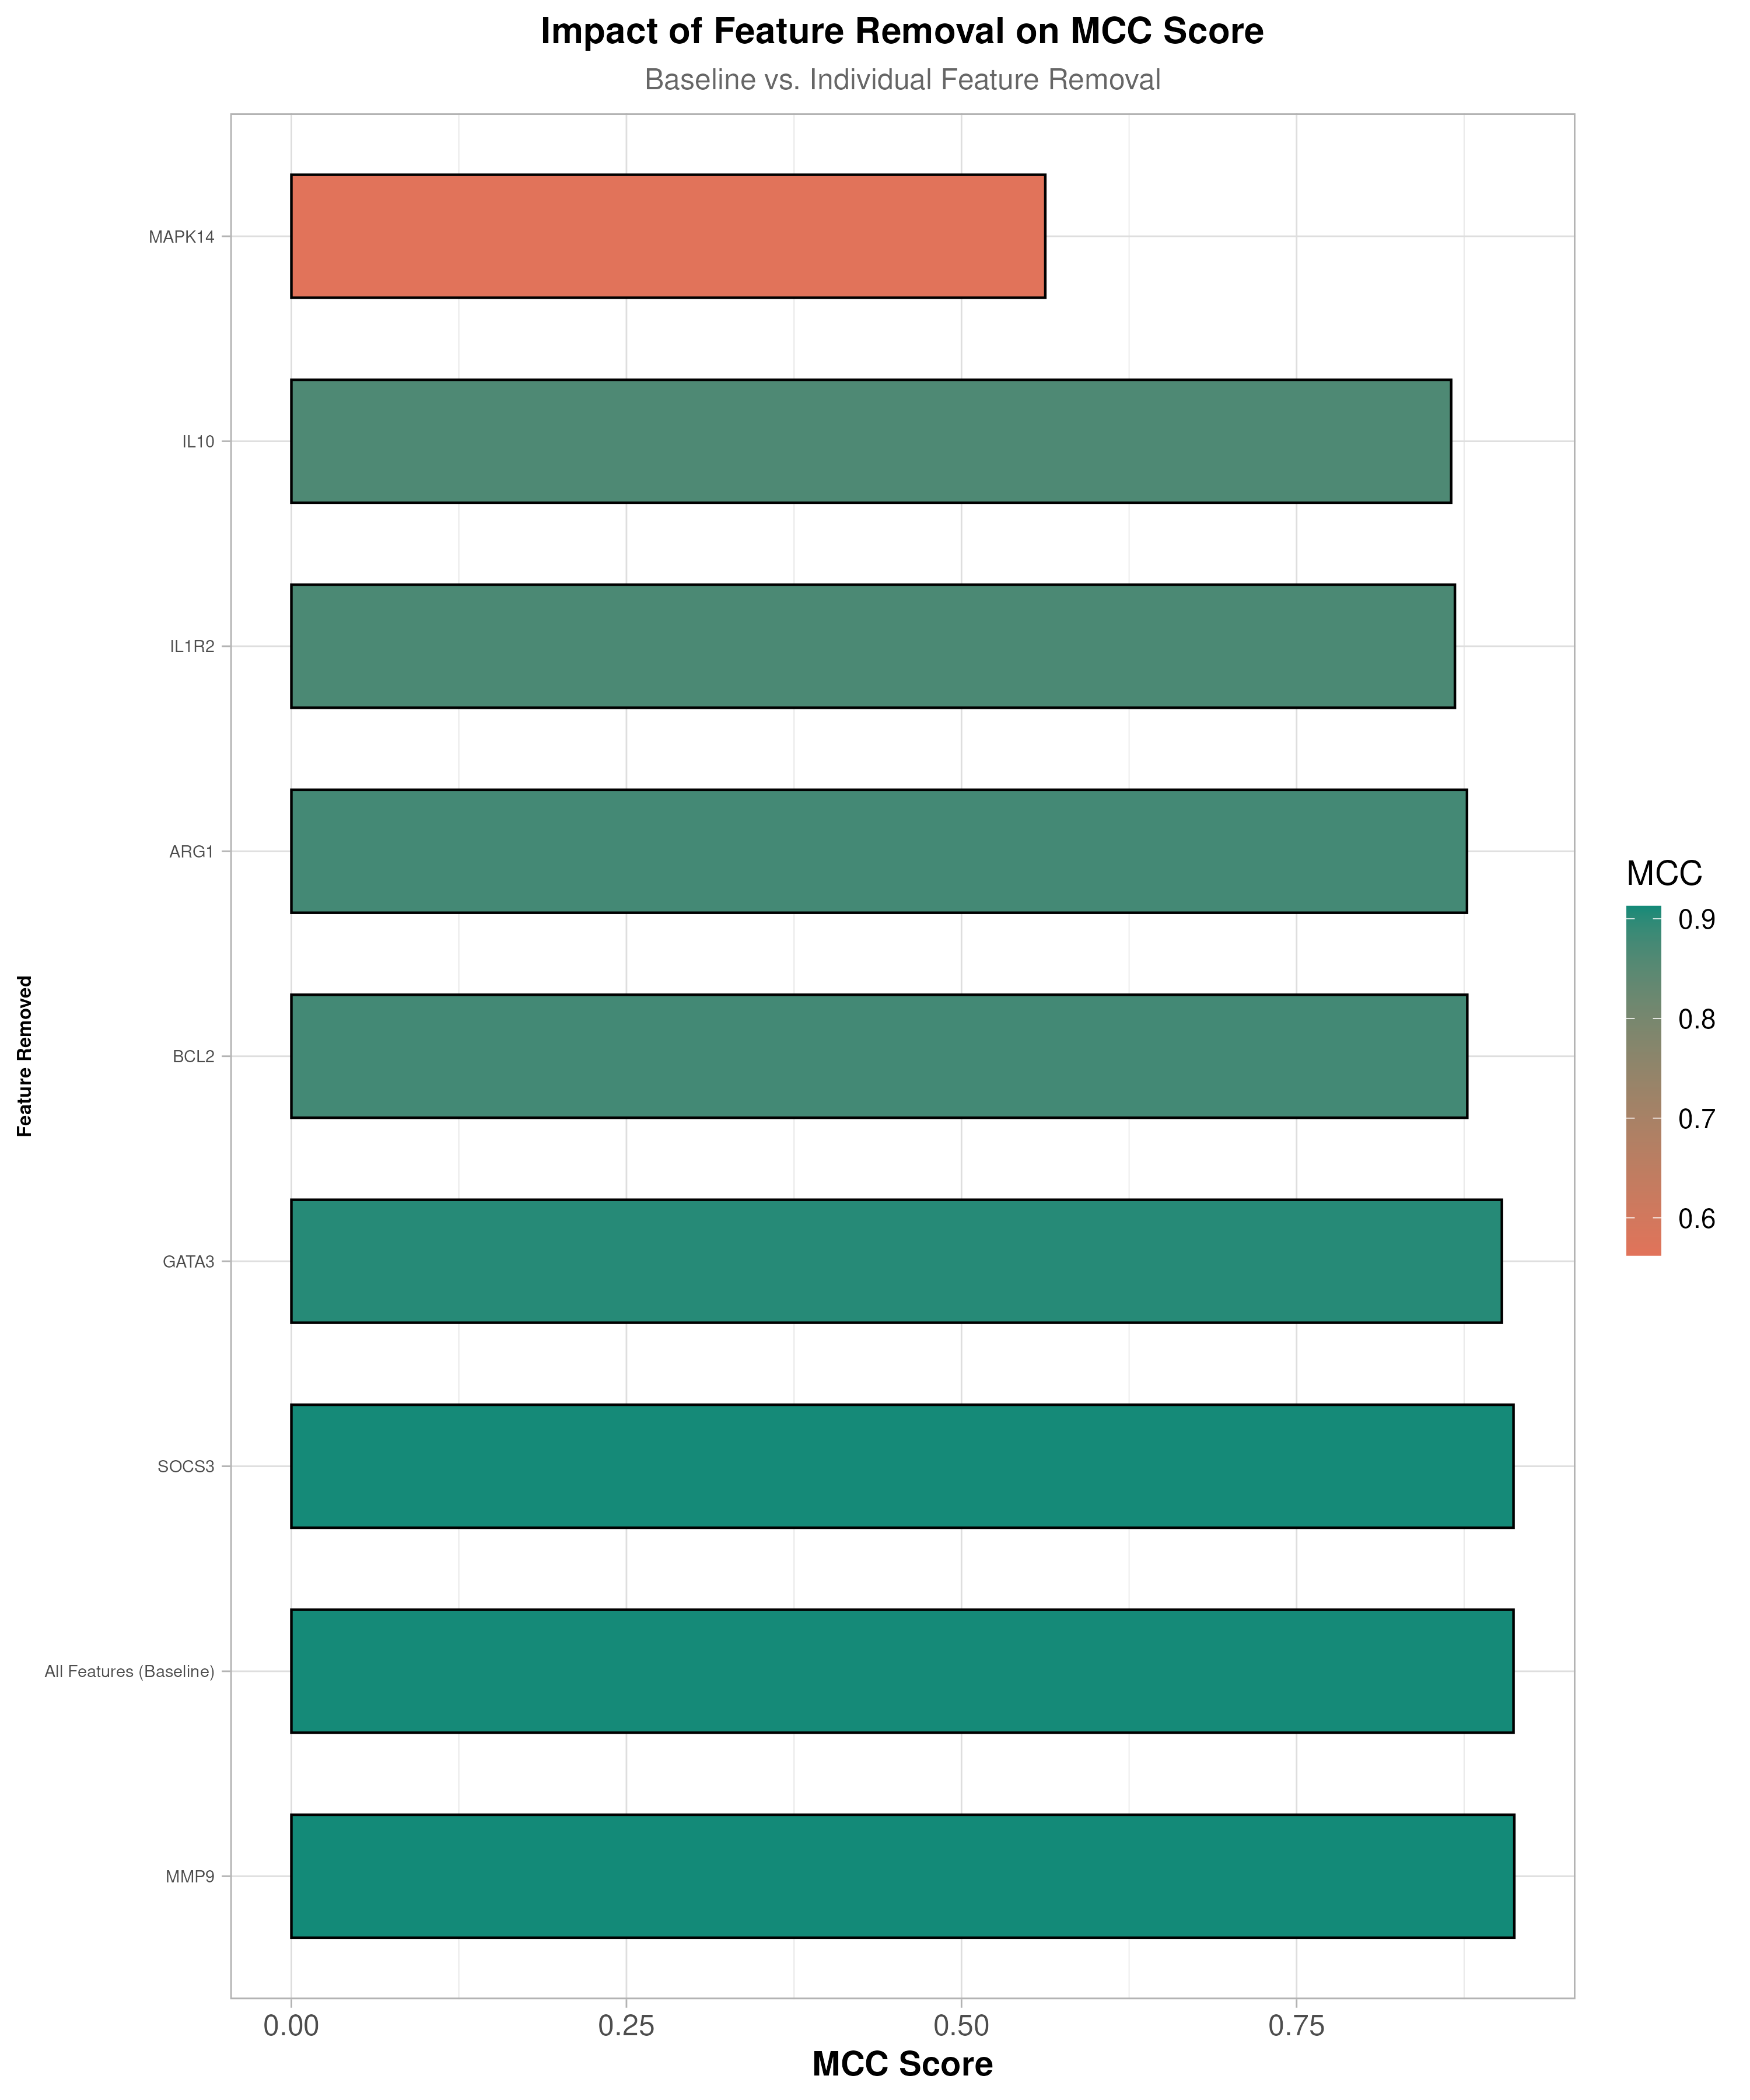 Impact of Feature Removal on MCC Score
Baseline vs. Individual Feature Removal
Feature Removed
MAPK14
IL10
IL1R2
ARG1
BCL2
GATA3
SOCS3
All Features (Baseline)
MMP9
0.00
0.25
0.50
0.75
MCC Score
MCC
0.9
0.8
0.7
0.6